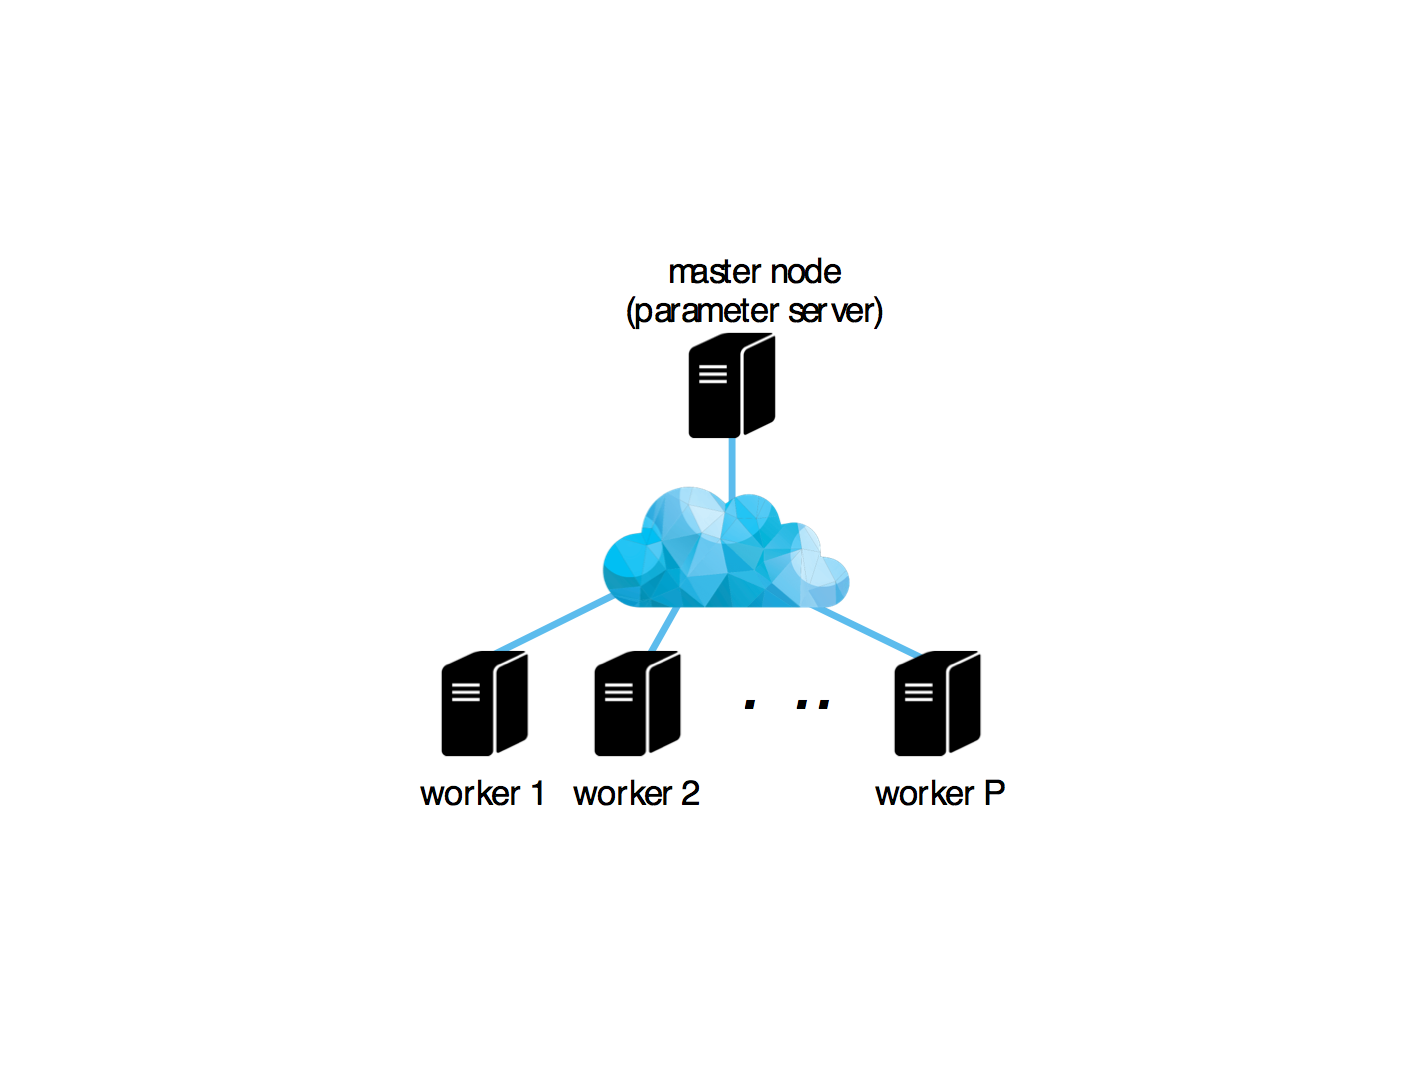 master node
(parameter server)
. . .
worker 1
worker 2
worker P